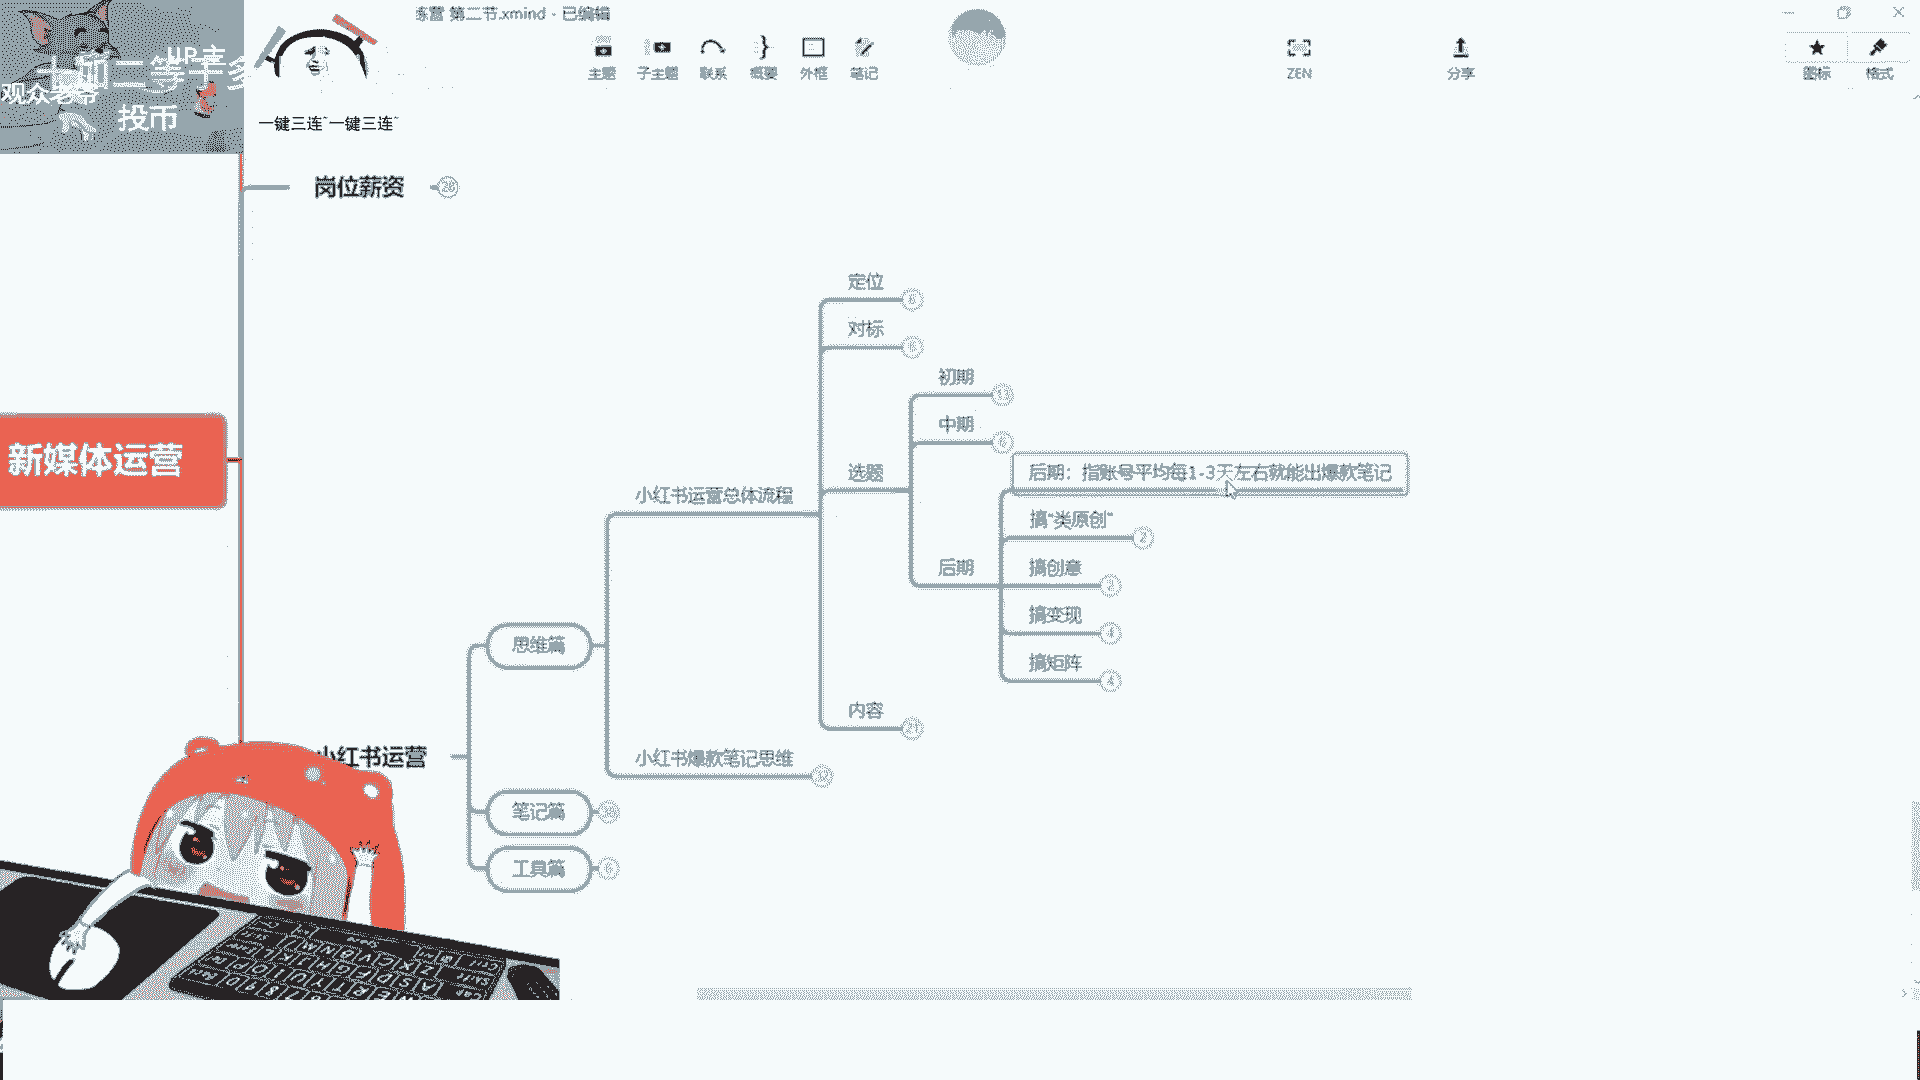 练营 第二节.xmind - 已编辑
UP主
观众老爷
投币
一键三连~一键三连~
主题
子主题
联系
概要
外框
笔记
ZEN
分享
图标
格式
岗位薪资
28
新媒体运营
小红书运营
思维篇
笔记篇
工具篇
6
小红书运营总体流程
小红书爆款笔记思维
定位
6
对标
6
选题
内容
21
初期
13
中期
6
后期
后期：指账号平均每1-3天左右就能出爆款笔记
搞“类原创”
2
搞创意
搞变现
4
搞矩阵
4